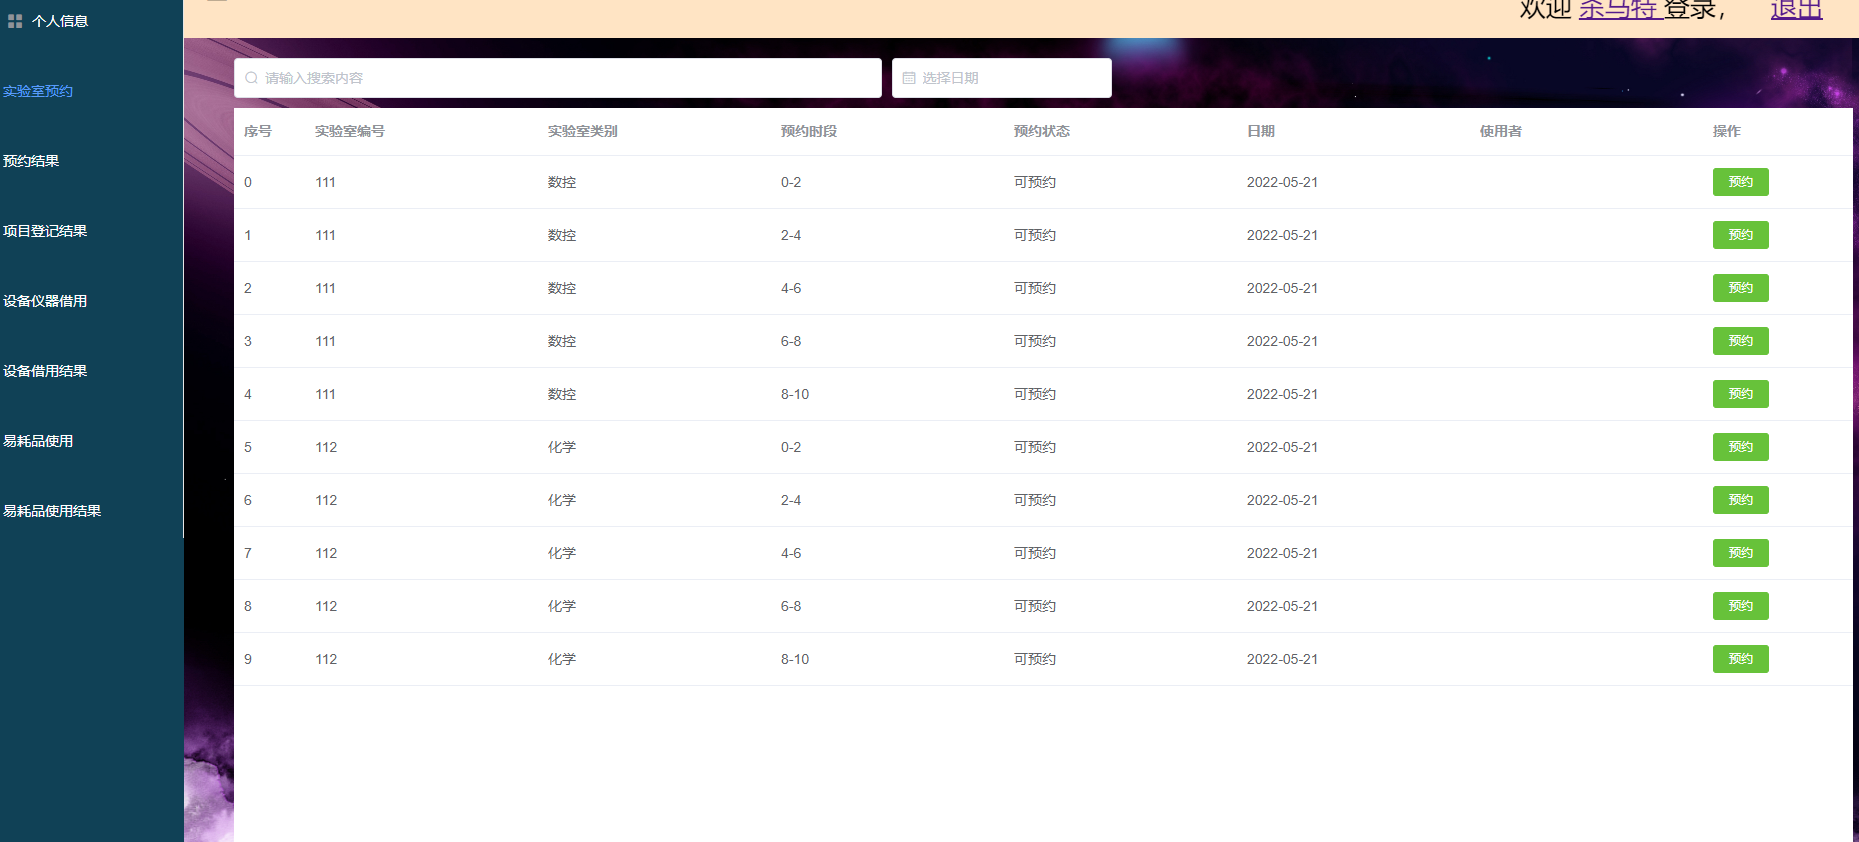 个人信息
欢迎 杀马特 登录， 退出
实验室预约
预约结果
项目登记结果
设备仪器借用
设备借用结果
易耗品使用
易耗品使用结果
请输入搜索内容 选择日期
序号 实验室编号 实验室类别 预约时段 预约状态 日期 使用者 操作
0 111 数控 0-2 可预约 2022-05-21 预约
1 111 数控 2-4 可预约 2022-05-21 预约
2 111 数控 4-6 可预约 2022-05-21 预约
3 111 数控 6-8 可预约 2022-05-21 预约
4 111 数控 8-10 可预约 2022-05-21 预约
5 112 化学 0-2 可预约 2022-05-21 预约
6 112 化学 2-4 可预约 2022-05-21 预约
7 112 化学 4-6 可预约 2022-05-21 预约
8 112 化学 6-8 可预约 2022-05-21 预约
9 112 化学 8-10 可预约 2022-05-21 预约